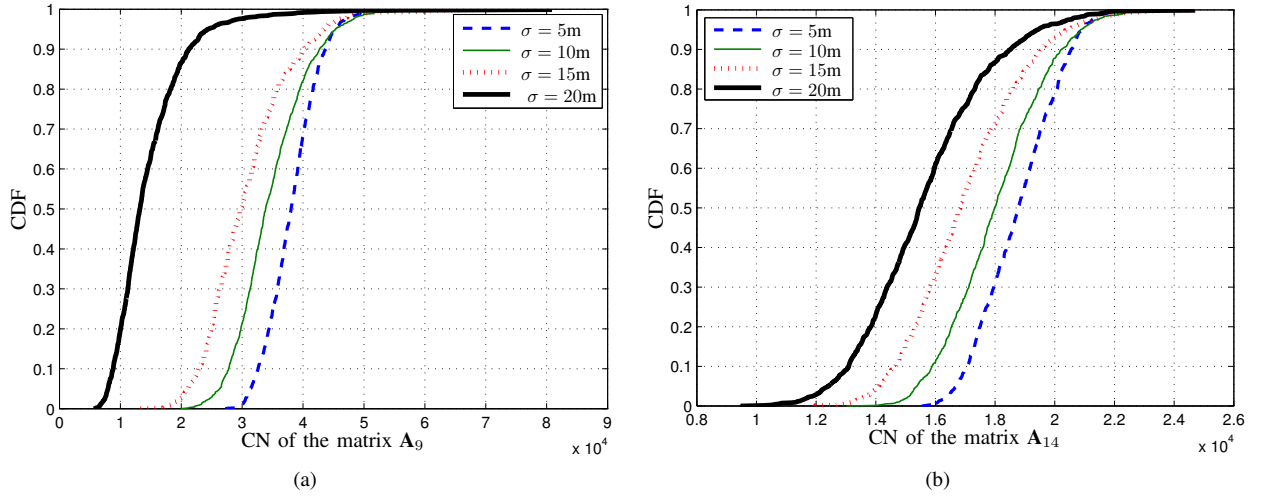 1
0.9
0.8
0.7
0.6
0.5
0.4
0.3
0.2
0.1
0
CDF
0 1 2 3 4 5 6 7 8 9
x 10⁴
CN of the matrix A₉
σ = 5m
σ = 10m
σ = 15m
σ = 20m
(a)
1
0.9
0.8
0.7
0.6
0.5
0.4
0.3
0.2
0.1
0
CDF
0.8 1 1.2 1.4 1.6 1.8 2 2.2 2.4 2.6
x 10⁴
CN of the matrix A₁₄
σ = 5m
σ = 10m
σ = 15m
σ = 20m
(b)